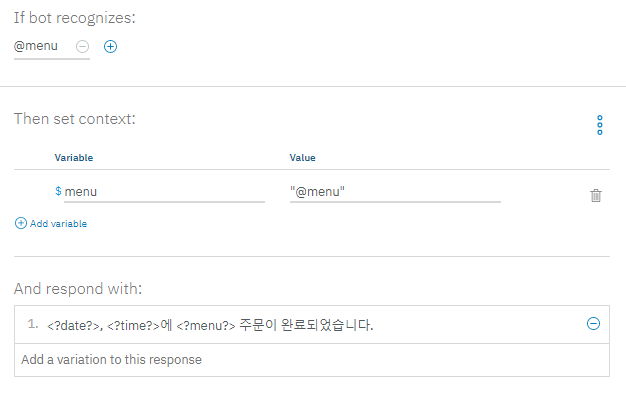 If bot recognizes:
@menu
Then set context:
Variable Value
$ menu "@menu"
Add variable
And respond with:
1. <?date?>, <?time?>에 <?menu?> 주문이 완료되었습니다.
Add a variation to this response